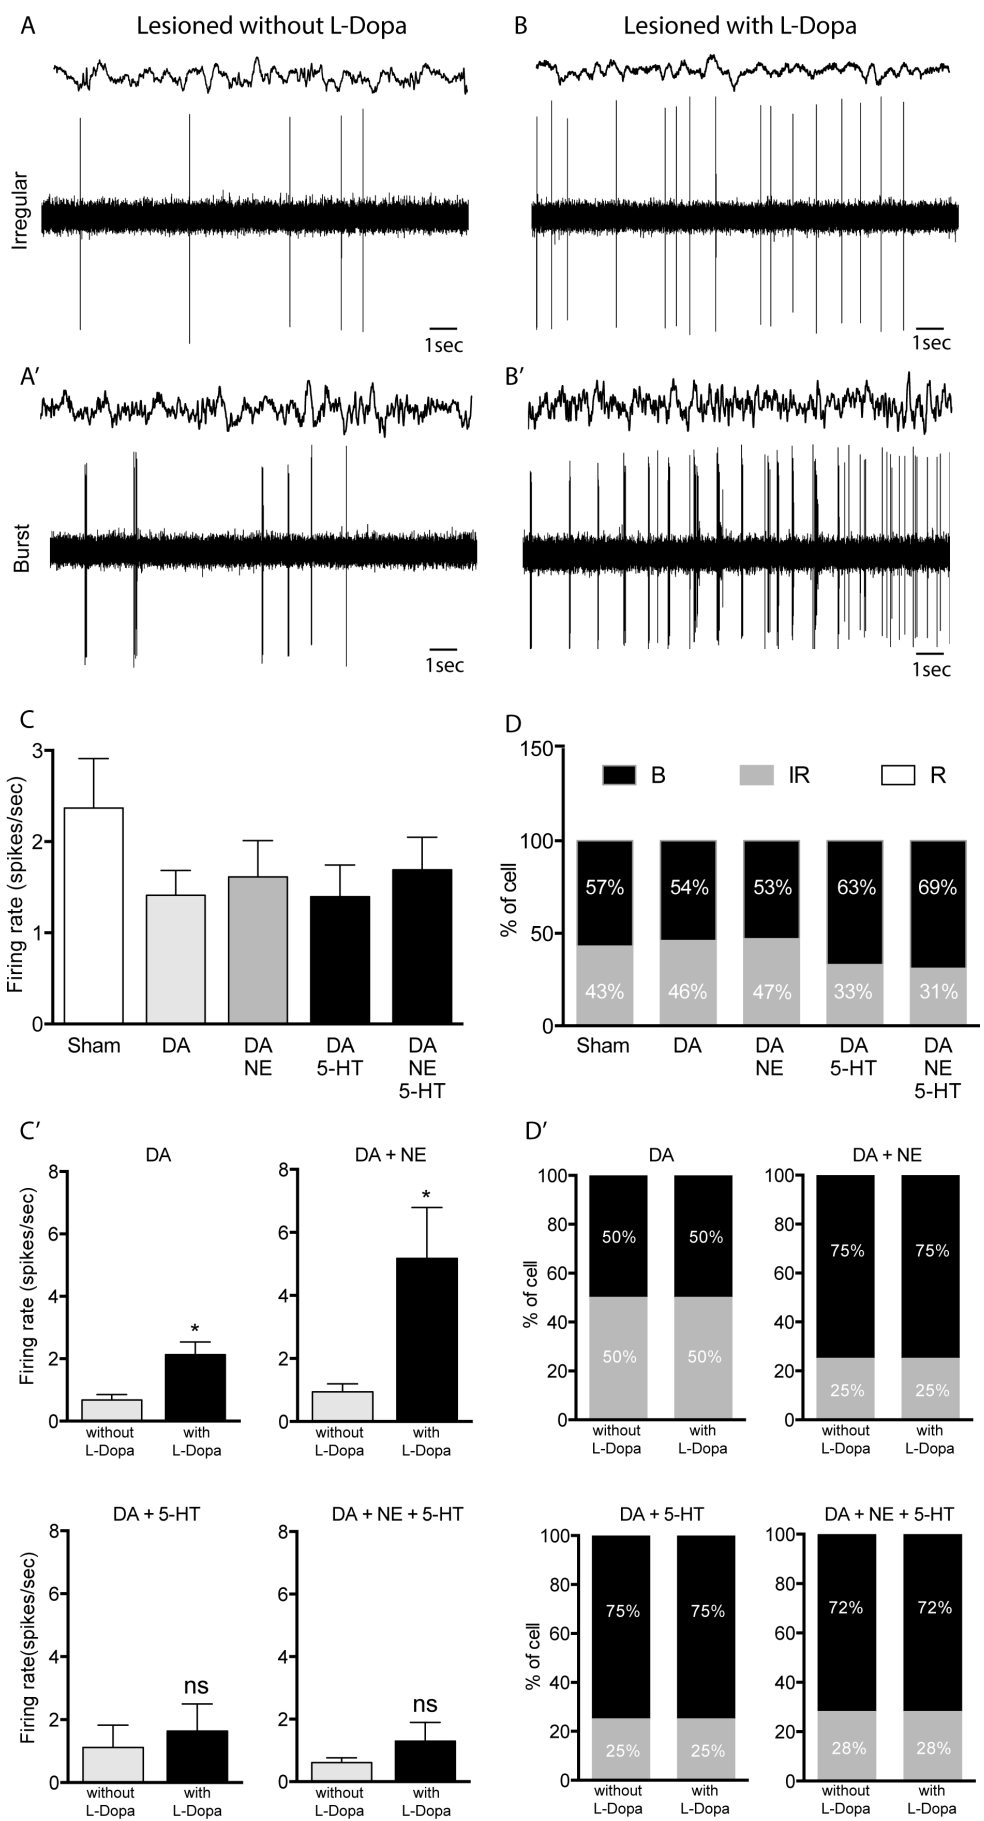 A Lesioned without L-Dopa
B Lesioned with L-Dopa
Irregular
1sec
1sec
A′
B′
Burst
1sec
1sec
C
Firing rate (spikes/sec)
3
2
1
0
Sham DA DA DA DA
NE 5-HT NE
5-HT
D
% of cell
150
100
50
0
B IR R
57% 54% 53% 63% 69%
43% 46% 47% 33% 31%
Sham DA DA DA DA
NE 5-HT NE
5-HT
C′
DA
Firing rate (spikes/sec)
8
6
4
2
0
*
without with
L-Dopa L-Dopa
DA + NE
8
6
4
2
0
*
without with
L-Dopa L-Dopa
D′
DA
% of cell
100
80
60
40
20
0
50% 50%
50% 50%
without with
L-Dopa L-Dopa
DA + NE
100
80
60
40
20
0
75% 75%
25% 25%
without with
L-Dopa L-Dopa
DA + 5-HT
Firing rate(spikes/sec)
8
6
4
2
0
ns
without with
L-Dopa L-Dopa
DA + NE + 5-HT
8
6
4
2
0
ns
without with
L-Dopa L-Dopa
DA + 5-HT
% of cell
100
80
60
40
20
0
75% 75%
25% 25%
without with
L-Dopa L-Dopa
DA + NE + 5-HT
100
80
60
40
20
0
72% 72%
28% 28%
without with
L-Dopa L-Dopa